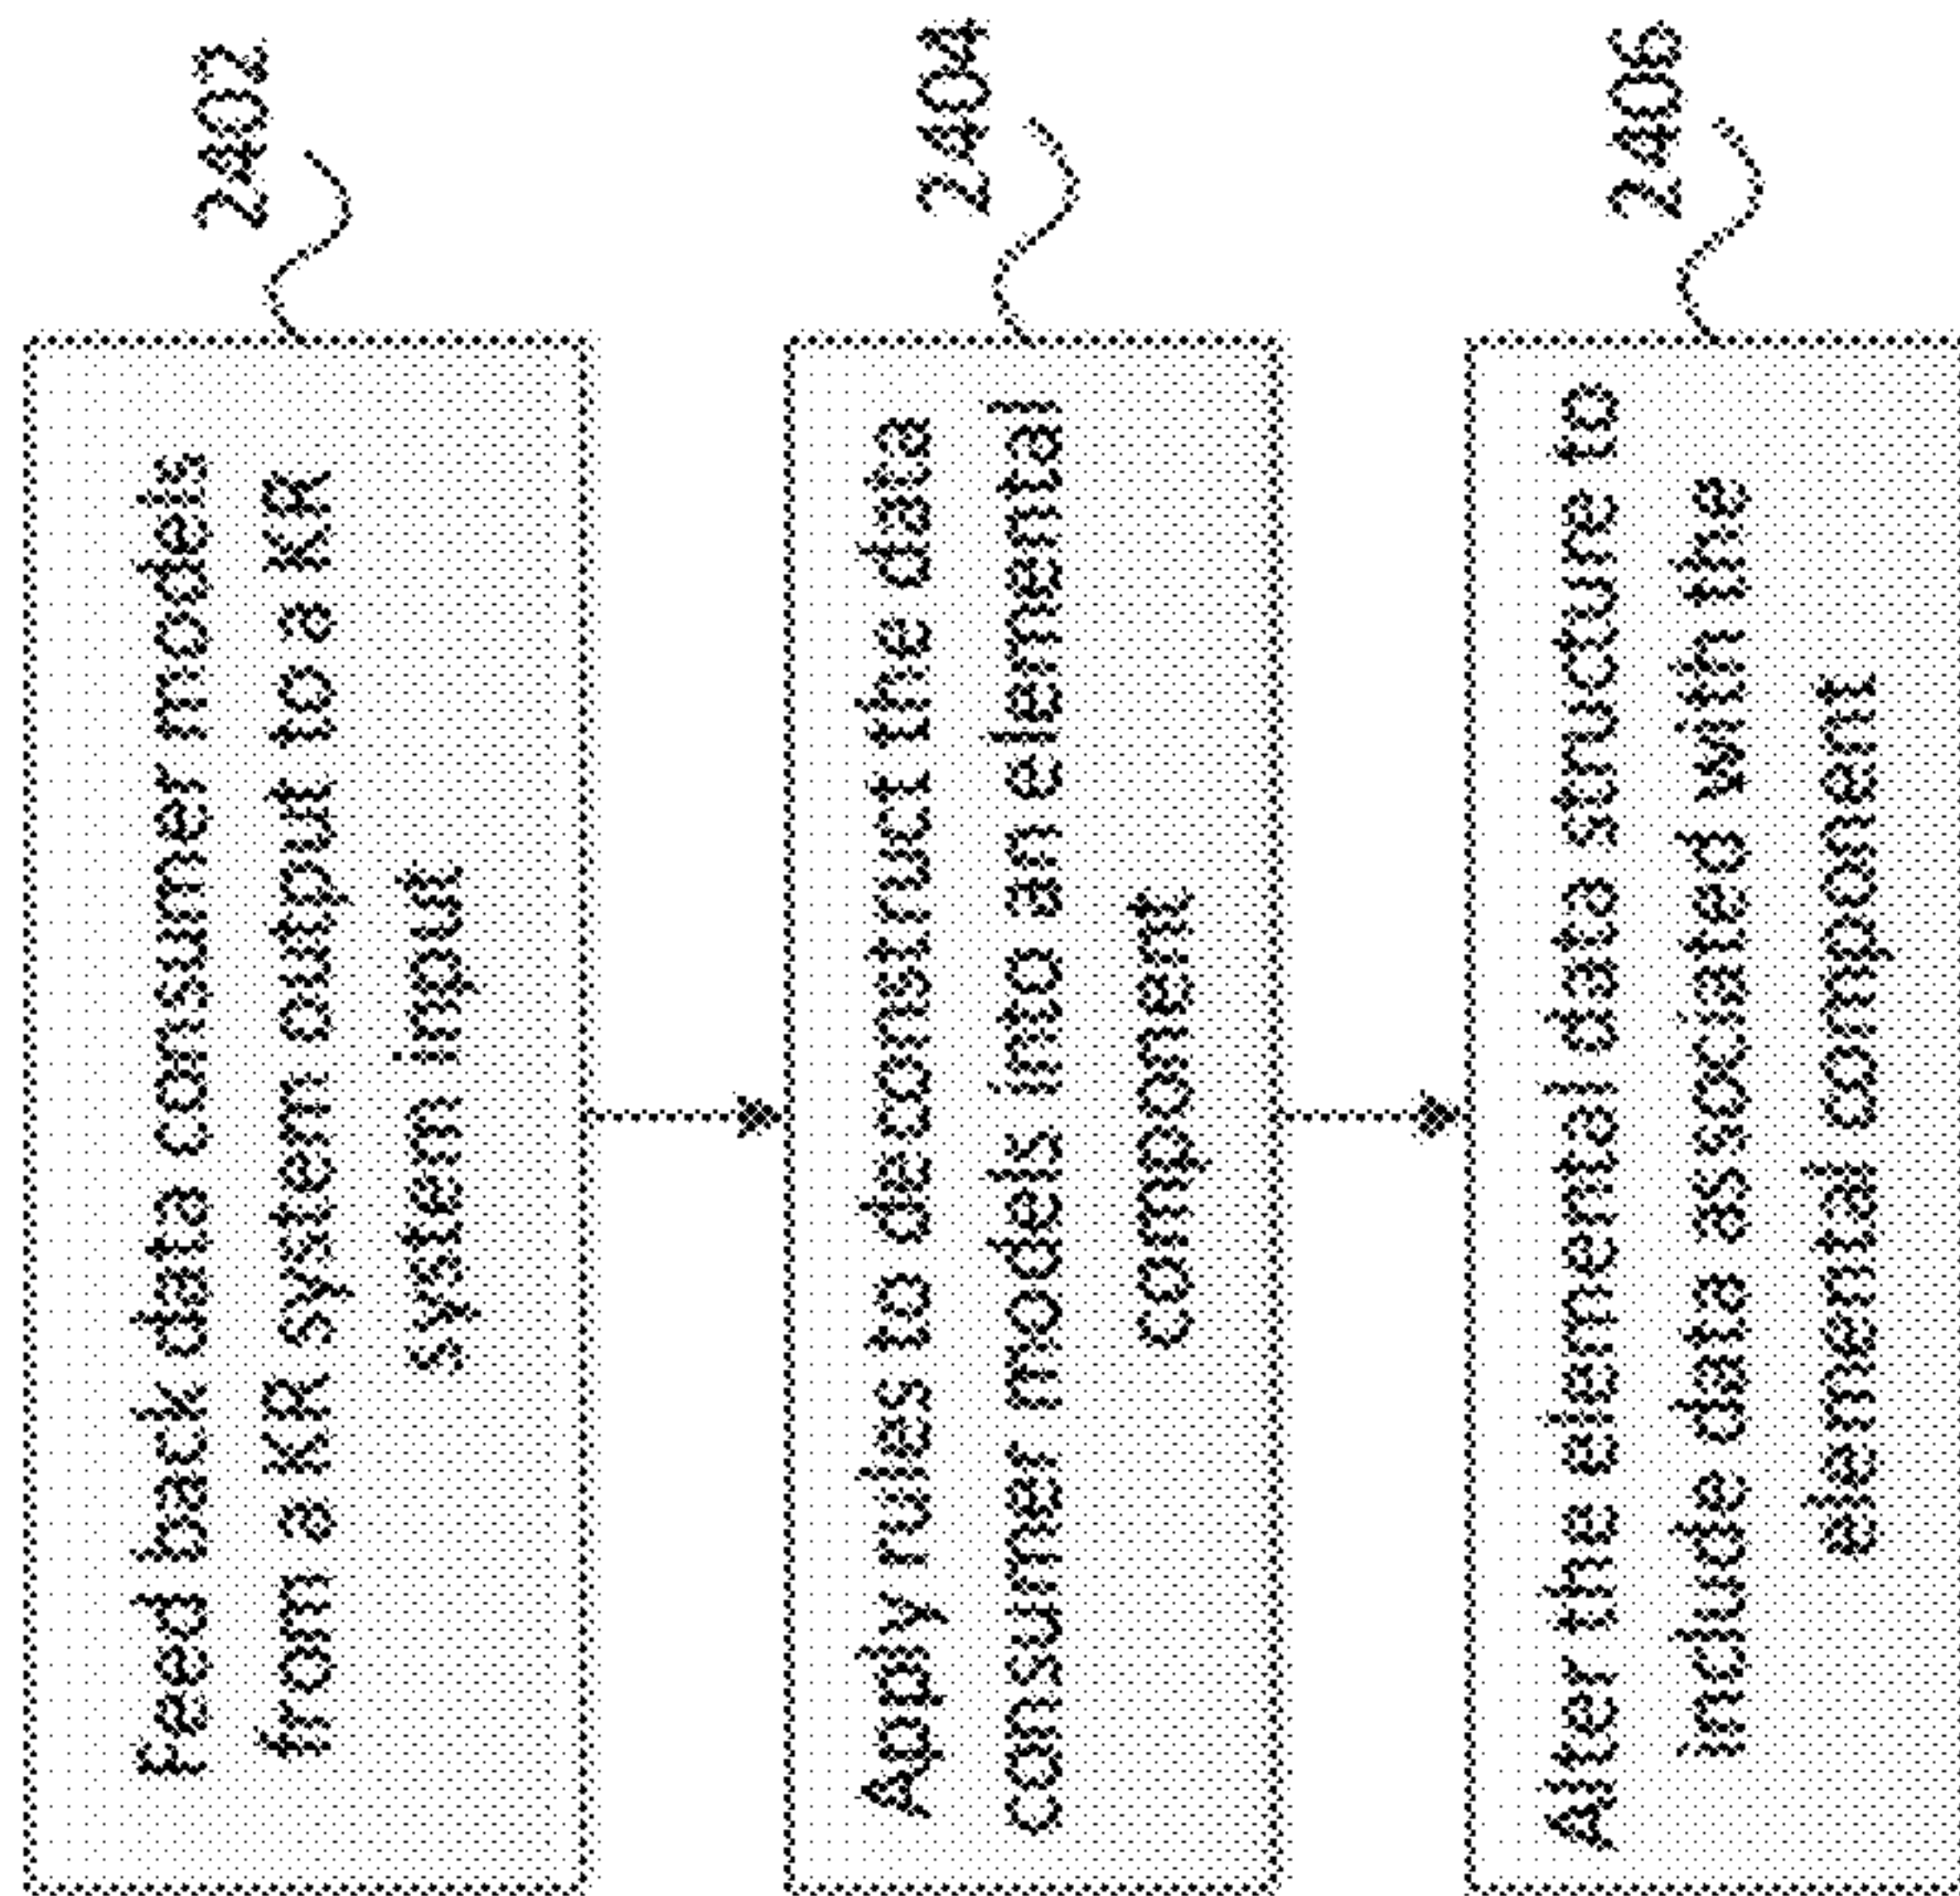 Feed back data consumer models
from a KR system output to a KR
system input
2402
Apply rules to deconstruct the data
consumer models into an elemental
component
2404
Alter the elemental data structure to
include data associated with the
elemental component
2406